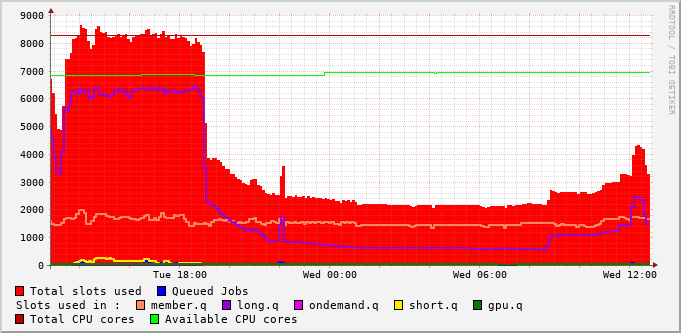 9000
8000
7000
6000
5000
4000
3000
2000
1000
0
Tue 18:00 Wed 00:00 Wed 06:00 Wed 12:00
Total slots used Queued Jobs
Slots used in : member.q long.q ondemand.q short.q gpu.q
Total CPU cores Available CPU cores
RRDTOOL / TOBI OETIKER